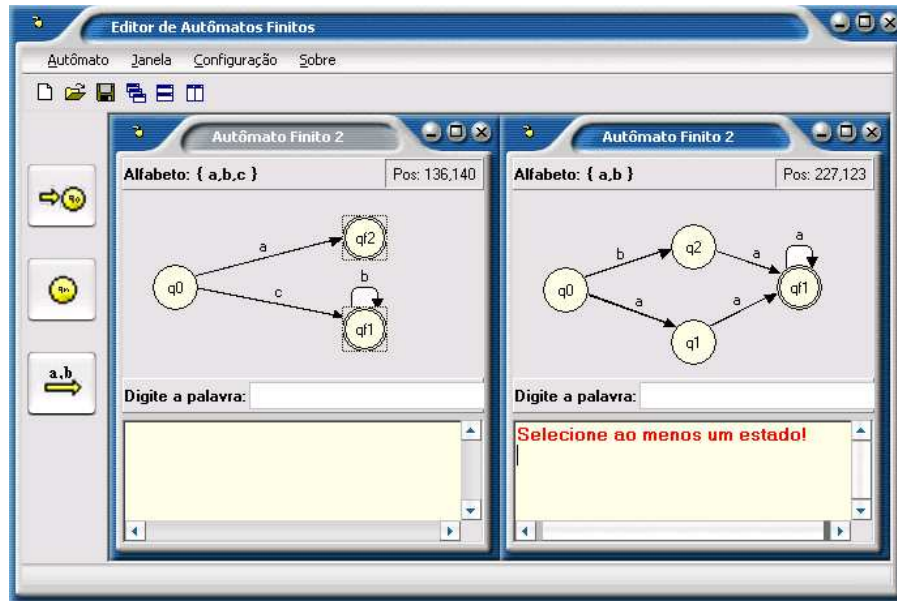 Editor de Autômatos Finitos
Autômato Janela Configuração Sobre
Autômato Finito 2
Alfabeto: { a,b,c }
Pos: 136,140
q0
a
c
qf2
b
qf1
Digite a palavra:
Autômato Finito 2
Alfabeto: { a,b }
Pos: 227,123
q0
b
a
q2
q1
a
a
a
qf1
Digite a palavra:
Selecione ao menos um estado!
a,b